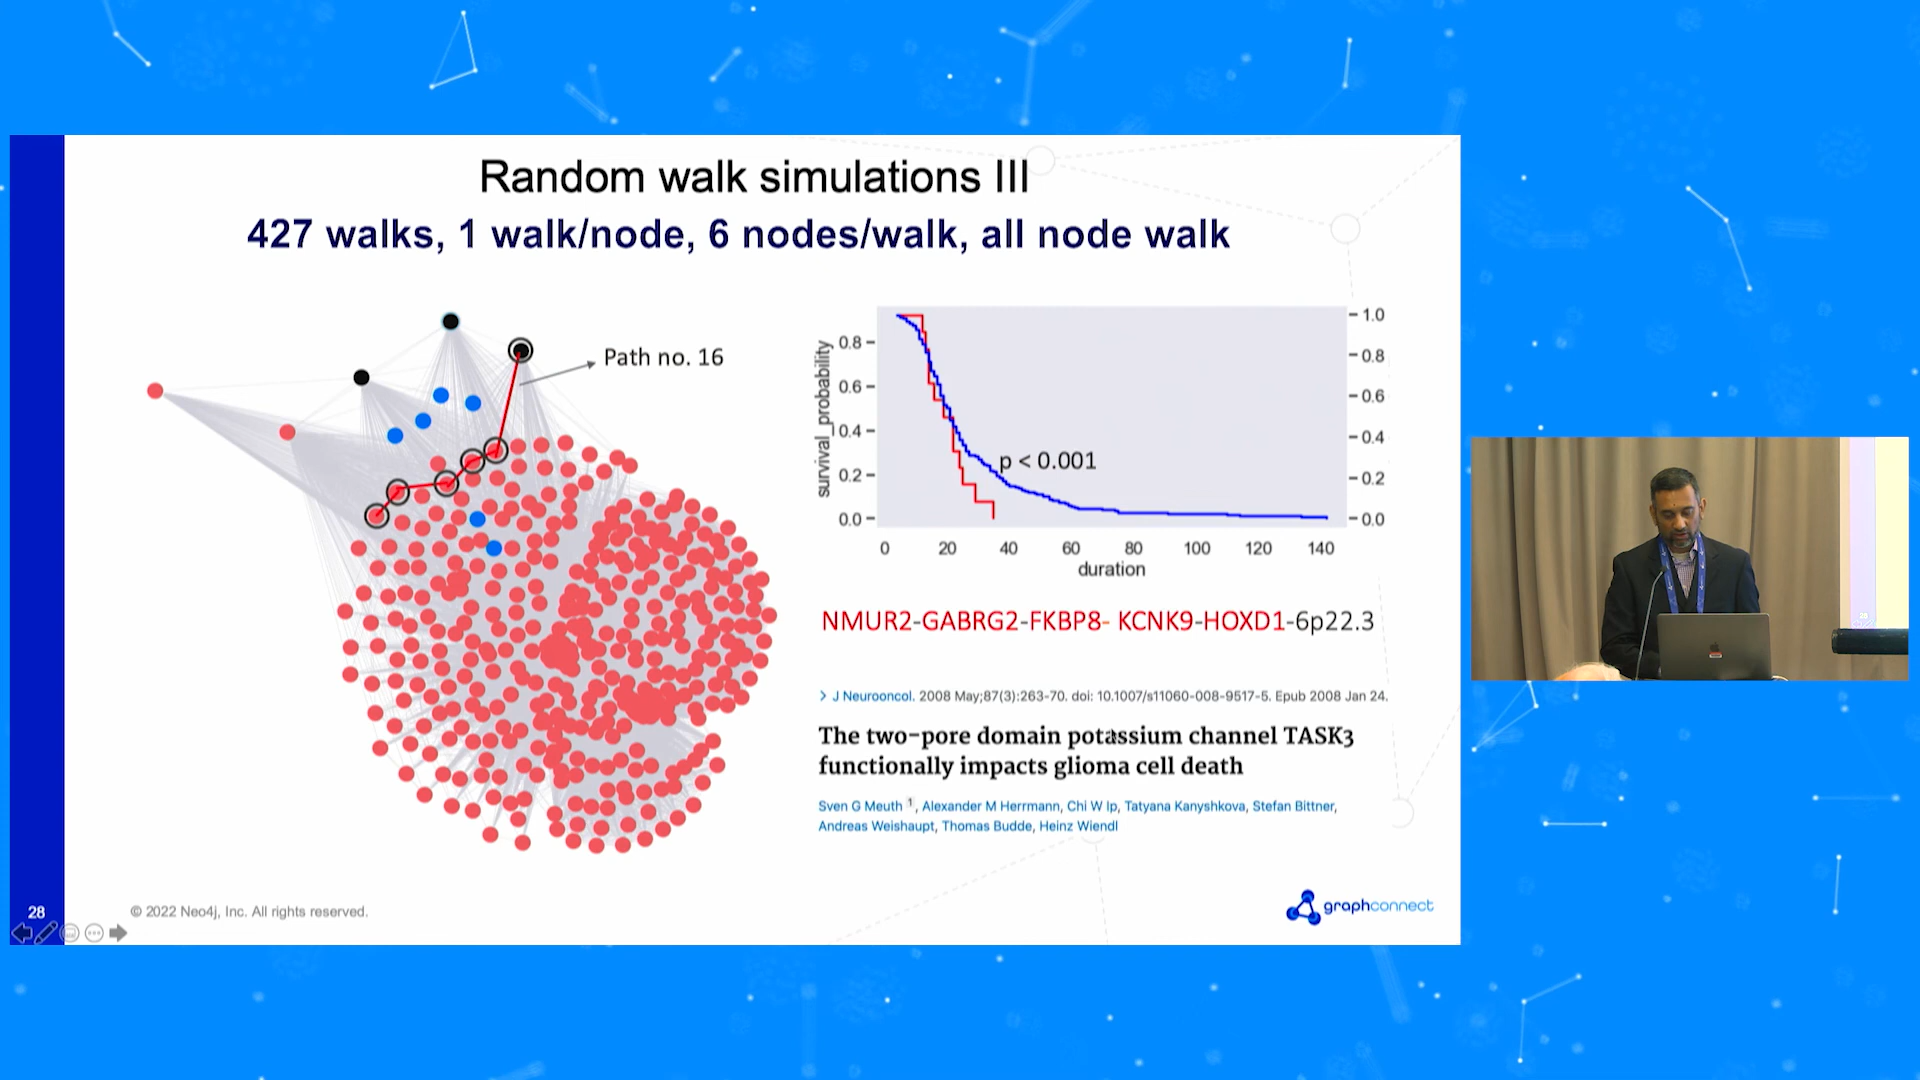 Random walk simulations III
427 walks, 1 walk/node, 6 nodes/walk, all node walk
Path no. 16
survival_probability
0.8
0.6
0.4
0.2
0.0
1.0
0.8
0.6
0.4
0.2
0.0
p < 0.001
0 20 40 60 80 100 120 140
duration
NMUR2-GABRG2-FKBP8- KCNK9-HOXD1-6p22.3
> J Neurooncol. 2008 May;87(3):263-70. doi: 10.1007/s11060-008-9517-5. Epub 2008 Jan 24.
The two-pore domain potassium channel TASK3
functionally impacts glioma cell death
Sven G Meuth 1, Alexander M Herrmann, Chi W Ip, Tatyana Kanyshkova, Stefan Bittner,
Andreas Weishaupt, Thomas Budde, Heinz Wiendl
28
© 2022 Neo4j, Inc. All rights reserved.
graphconnect